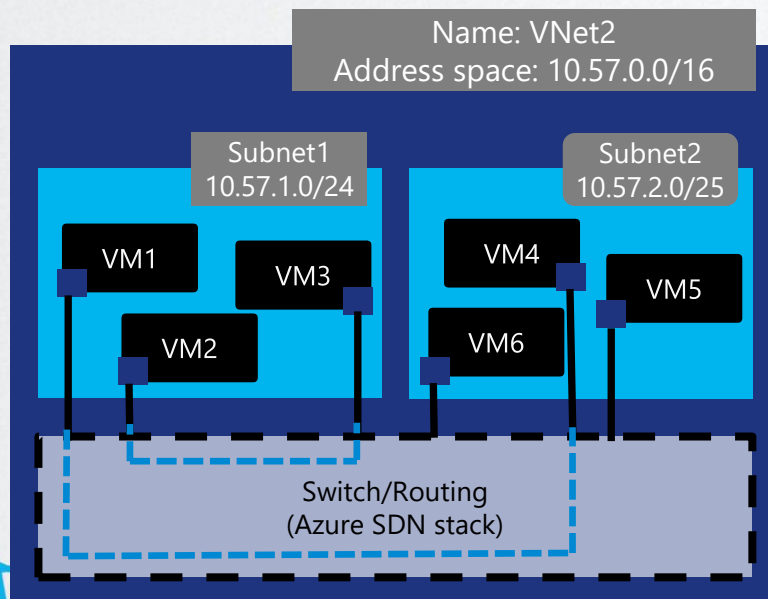 Name: VNet2
Address space: 10.57.0.0/16
Subnet1
10.57.1.0/24
Subnet2
10.57.2.0/25
VM1
VM3
VM2
VM4
VM5
VM6
Switch/Routing
(Azure SDN stack)